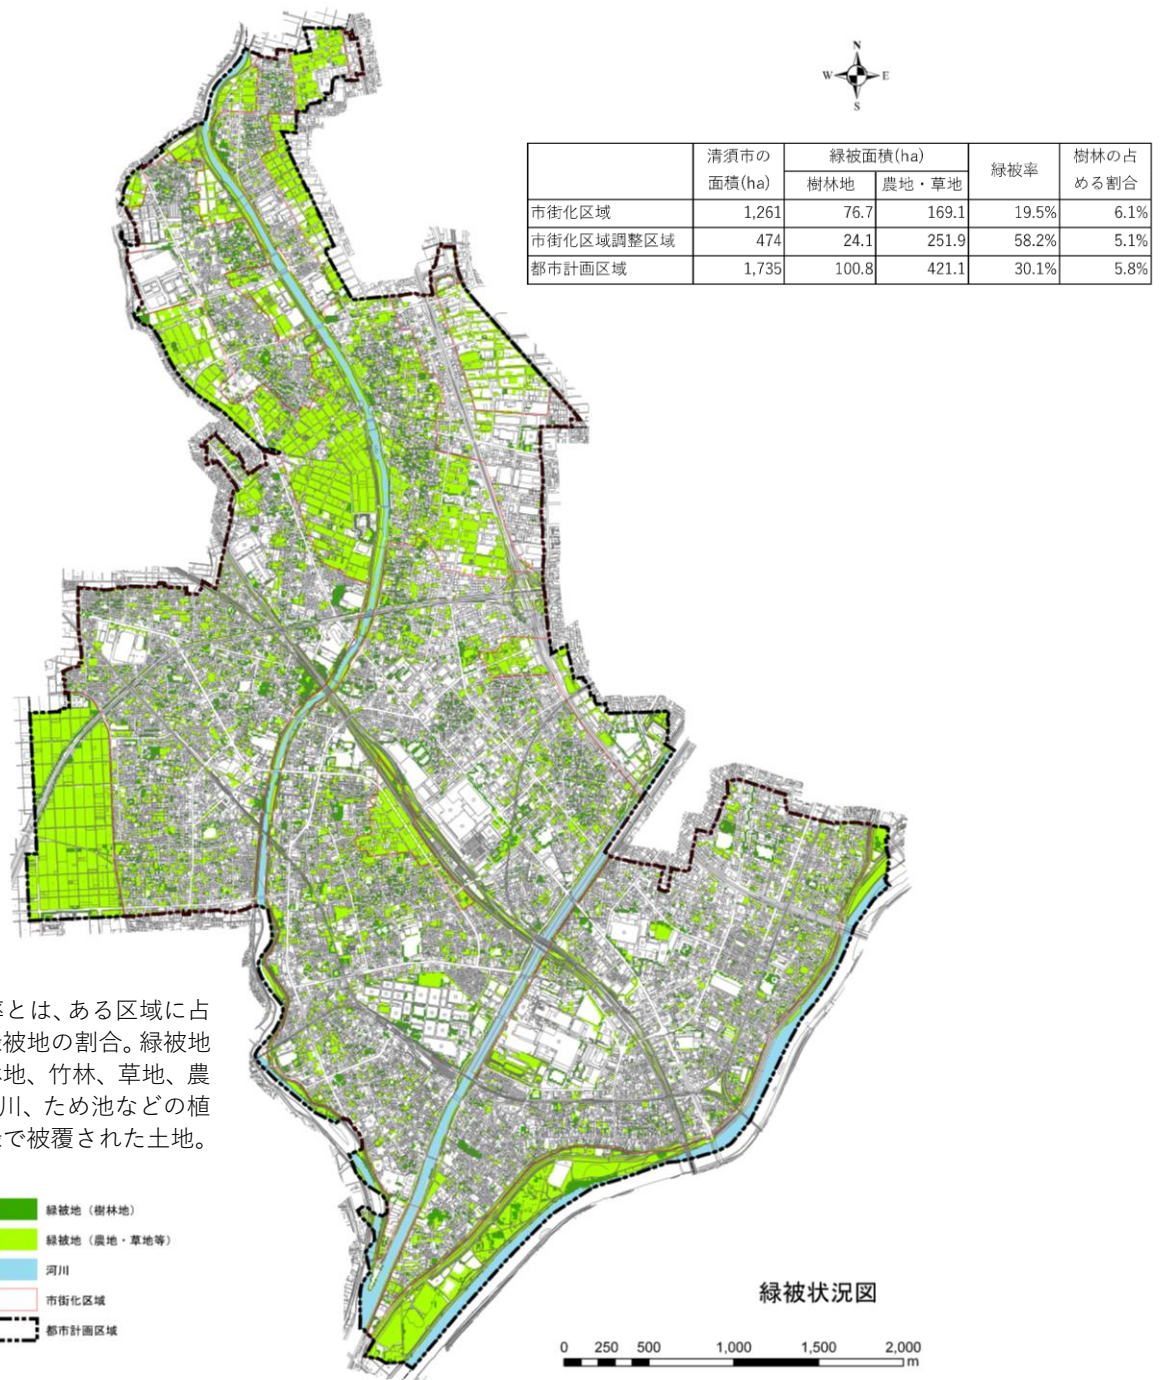 N
W E
S
清須市の 緑被面積(ha) 緑被率 樹林の占
面積(ha) 樹林地 農地・草地 める割合
市街化区域 1,261 76.7 169.1 19.5% 6.1%
市街化区域調整区域 474 24.1 251.9 58.2% 5.1%
都市計画区域 1,735 100.8 421.1 30.1% 5.8%
率とは、ある区域に占
被地の割合。緑被地
地、竹林、草地、農
川、ため池などの植
で被覆された土地。
緑被地（樹林地）
緑被地（農地・草地等）
河川
市街化区域
都市計画区域
緑被状況図
0 250 500 1,000 1,500 2,000
m